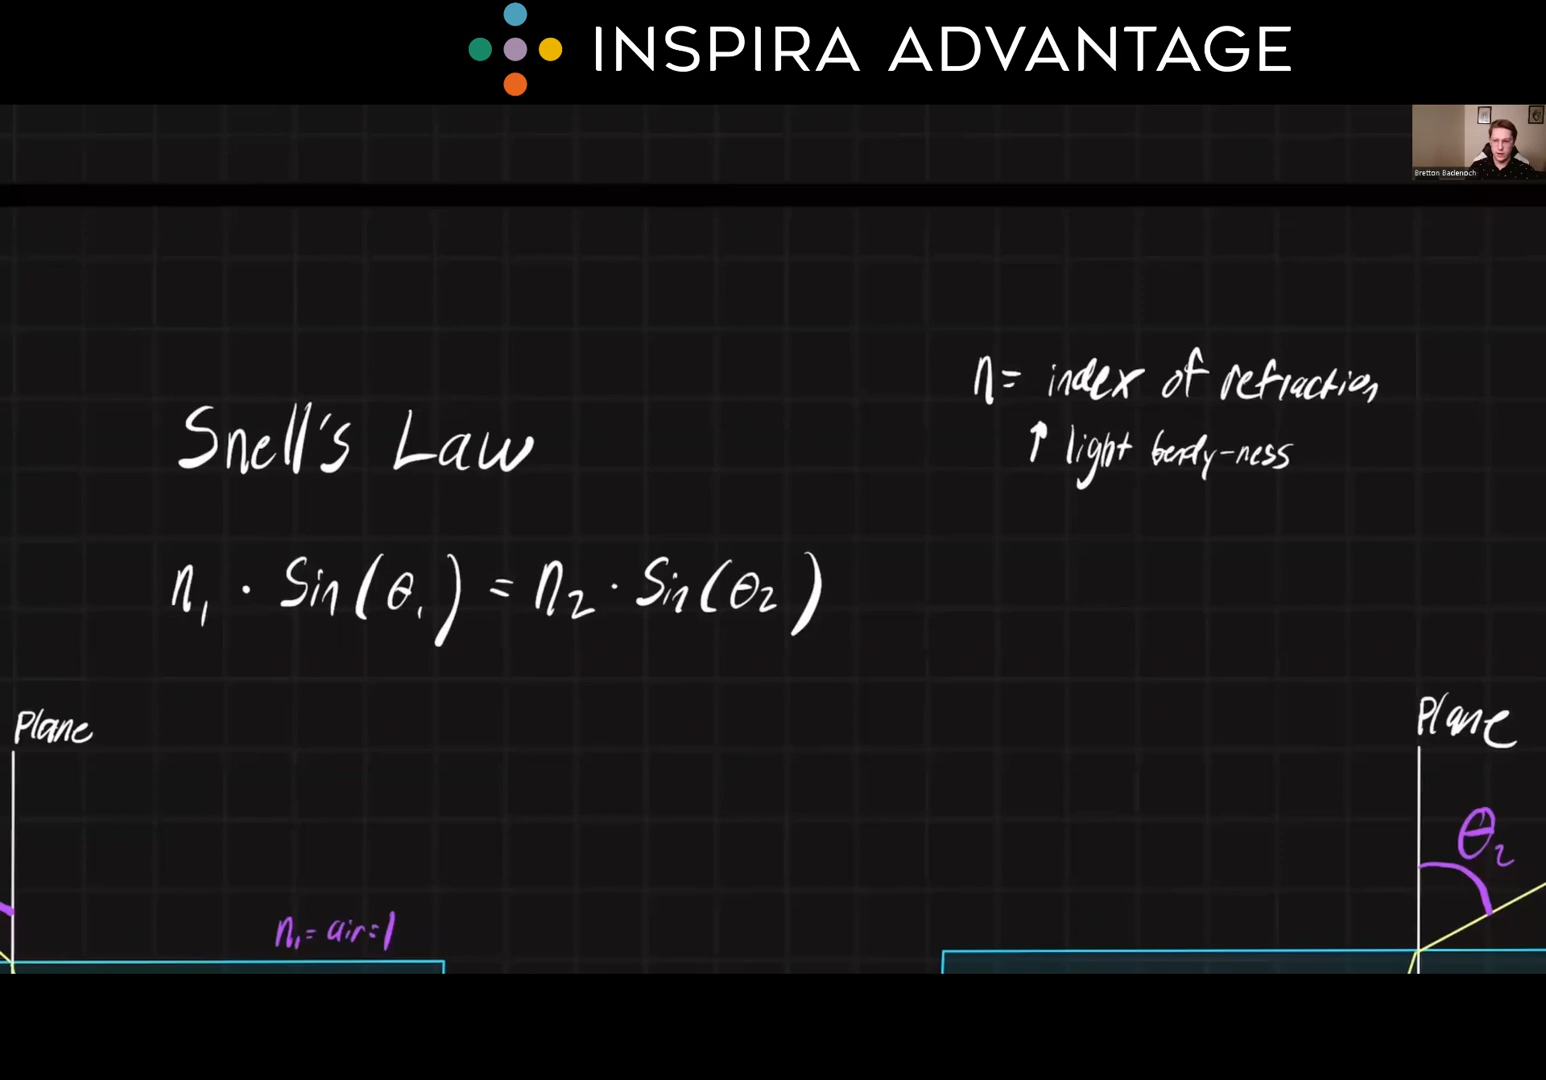 INSPIRA ADVANTAGE
Bretton Badenoch
n = index of refraction
↑ light bendy-ness
Snell's Law
n₁ · Sin(θ₁) = n₂ · Sin(θ₂)
Plane
Plane
θ₂
n₁ = air = 1